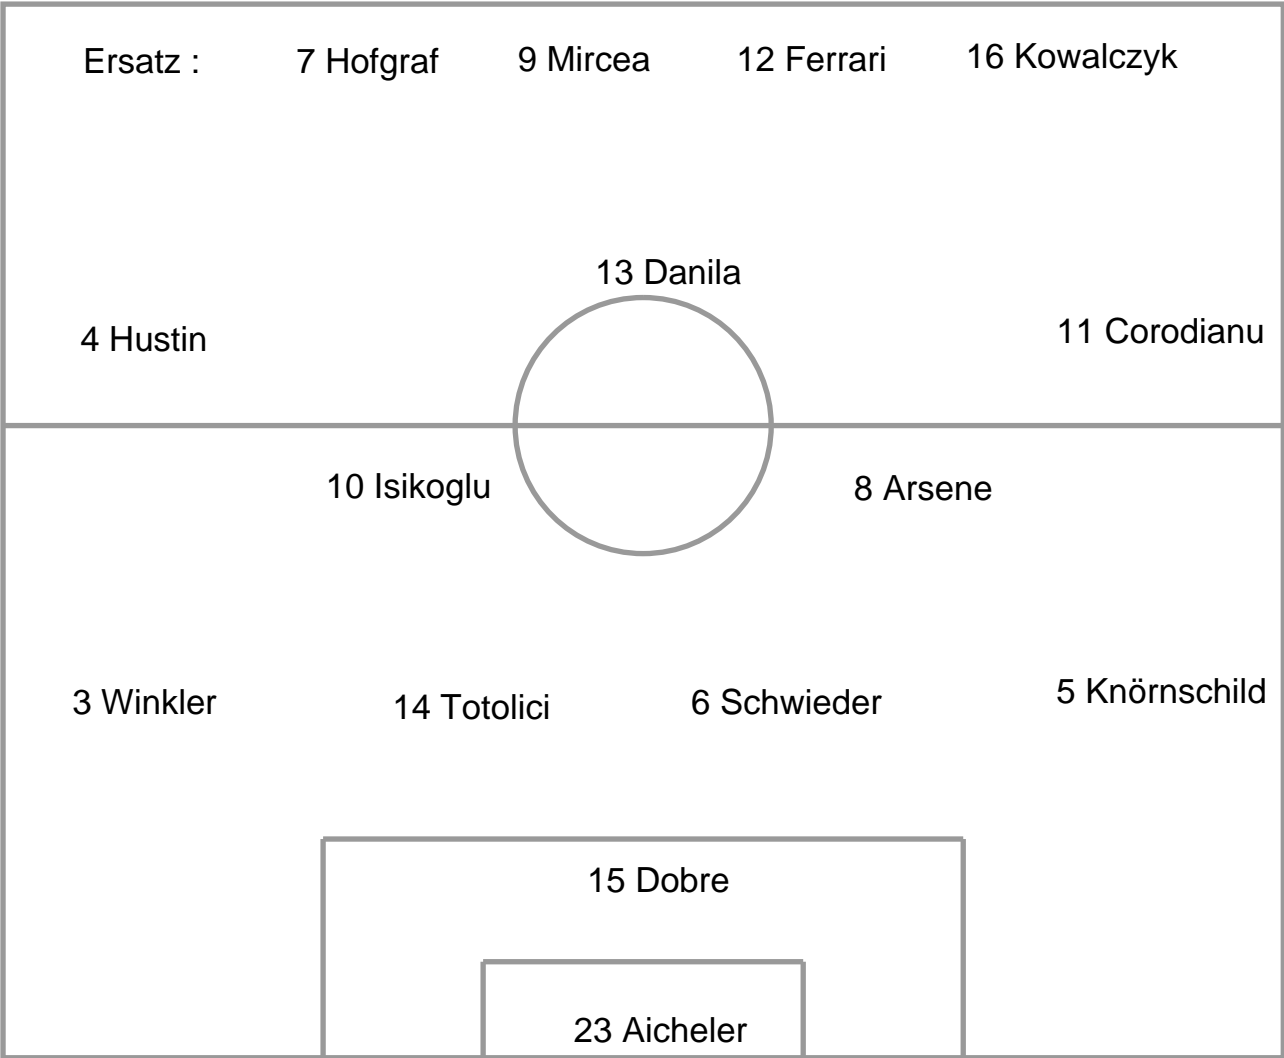 Ersatz : 7 Hofgraf 9 Mircea 12 Ferrari 16 Kowalczyk
13 Danila
4 Hustin 11 Corodianu
10 Isikoglu 8 Arsene
3 Winkler 14 Totolici 6 Schwieder 5 Knörnschild
15 Dobre
23 Aicheler